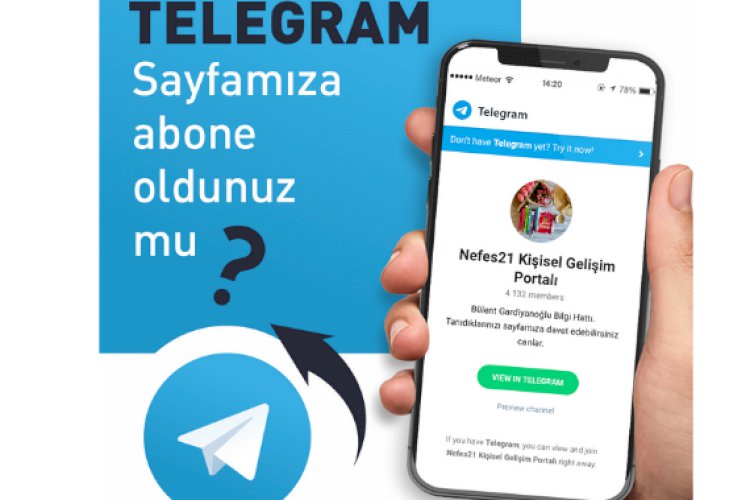 TELEGRAM
Sayfamıza
abone
oldunuz
mu
?
Meteor
14:20
78%
Telegram
Don't have Telegram yet? Try it now!
Nefes21 Kişisel Gelişim
Portalı
4 132 members
Bülent Gardiyanoğlu Bilgi Hattı.
Tanıdıklarınızı sayfamıza davet edebilirsiniz
canlar.
VIEW IN TELEGRAM
Preview channel
If you have Telegram, you can view and join
Nefes21 Kişisel Gelişim Portalı right away.